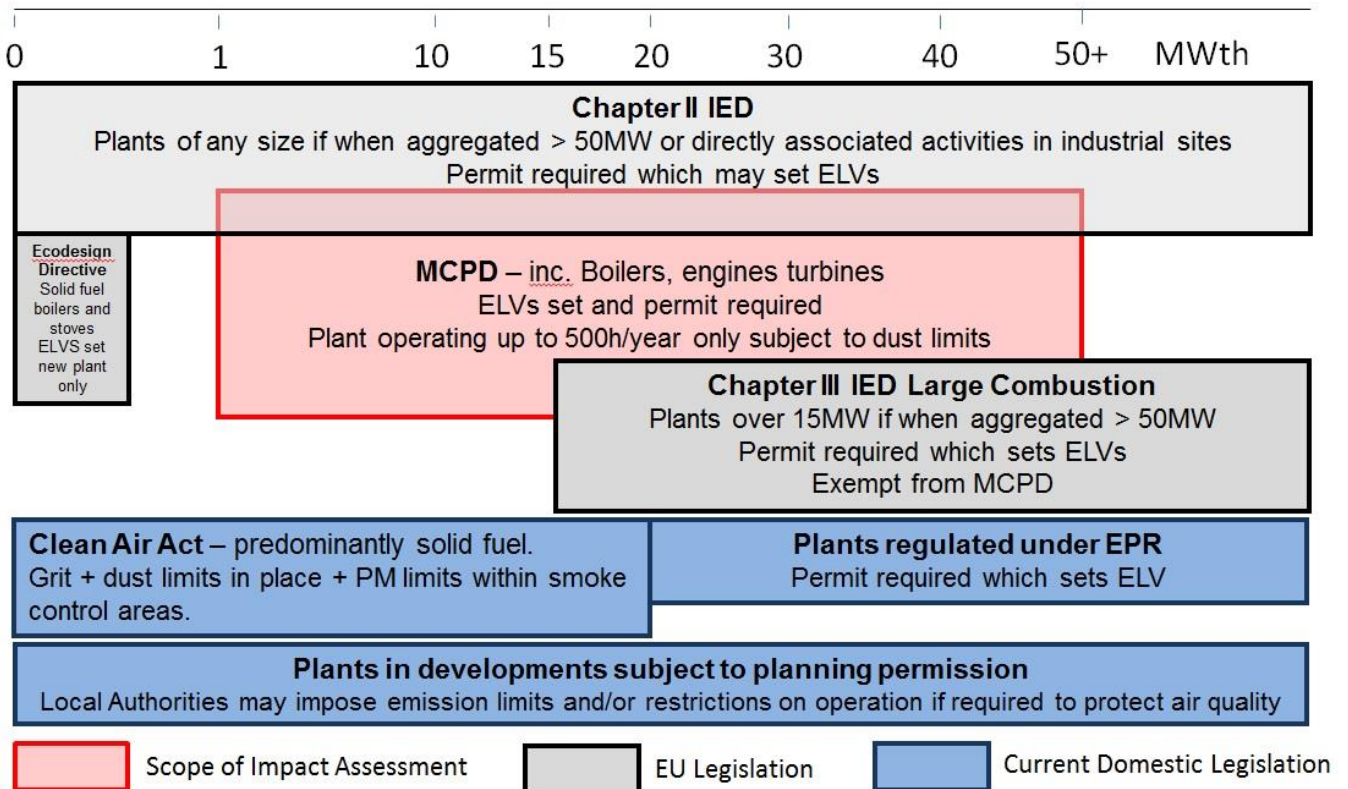 0 1 10 15 20 30 40 50+ MWth
Chapter II IED
Plants of any size if when aggregated > 50MW or directly associated activities in industrial sites
Permit required which may set ELVs
Ecodesign
Directive
Solid fuel
boilers and
stoves
ELVS set
new plant
only
MCPD – inc. Boilers, engines turbines
ELVs set and permit required
Plant operating up to 500h/year only subject to dust limits
Chapter III IED Large Combustion
Plants over 15MW if when aggregated > 50MW
Permit required which sets ELVs
Exempt from MCPD
Clean Air Act – predominantly solid fuel.
Grit + dust limits in place + PM limits within smoke
control areas.
Plants regulated under EPR
Permit required which sets ELV
Plants in developments subject to planning permission
Local Authorities may impose emission limits and/or restrictions on operation if required to protect air quality
Scope of Impact Assessment
EU Legislation
Current Domestic Legislation